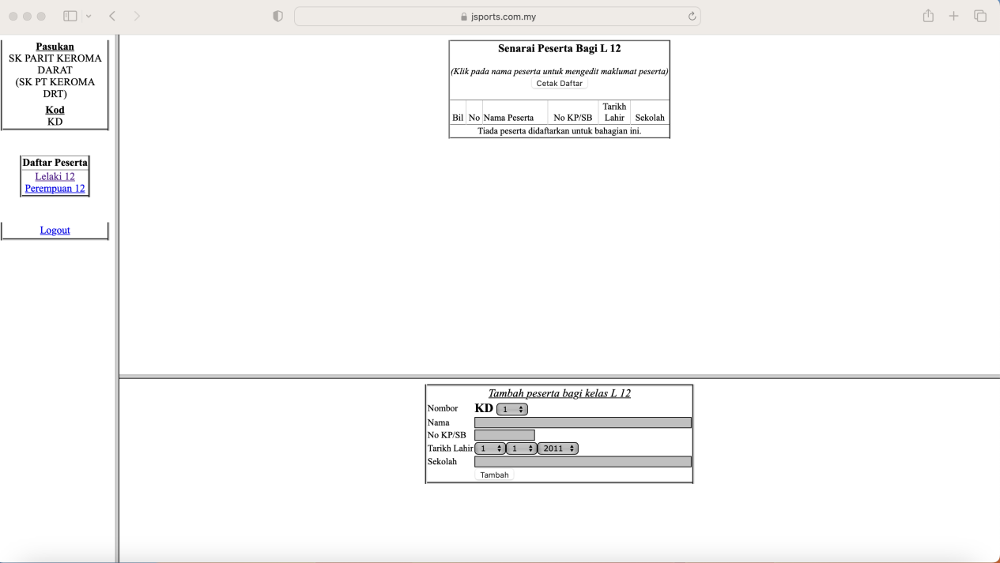 jsports.com.my
Pasukan
SK PARIT KEROMA
DARAT
(SK PT KEROMA
DRT)
Kod
KD
Daftar Peserta
Lelaki 12
Perempuan 12
Logout
Senarai Peserta Bagi L 12
(Klik pada nama peserta untuk mengedit maklumat peserta)
Cetak Daftar
Bil No Nama Peserta No KP/SB Tarikh Lahir Sekolah
Tiada peserta didaftarkan untuk bahagian ini.
Tambah peserta bagi kelas L 12
Nombor KD 1
Nama
No KP/SB
Tarikh Lahir 1 1 2011
Sekolah
Tambah